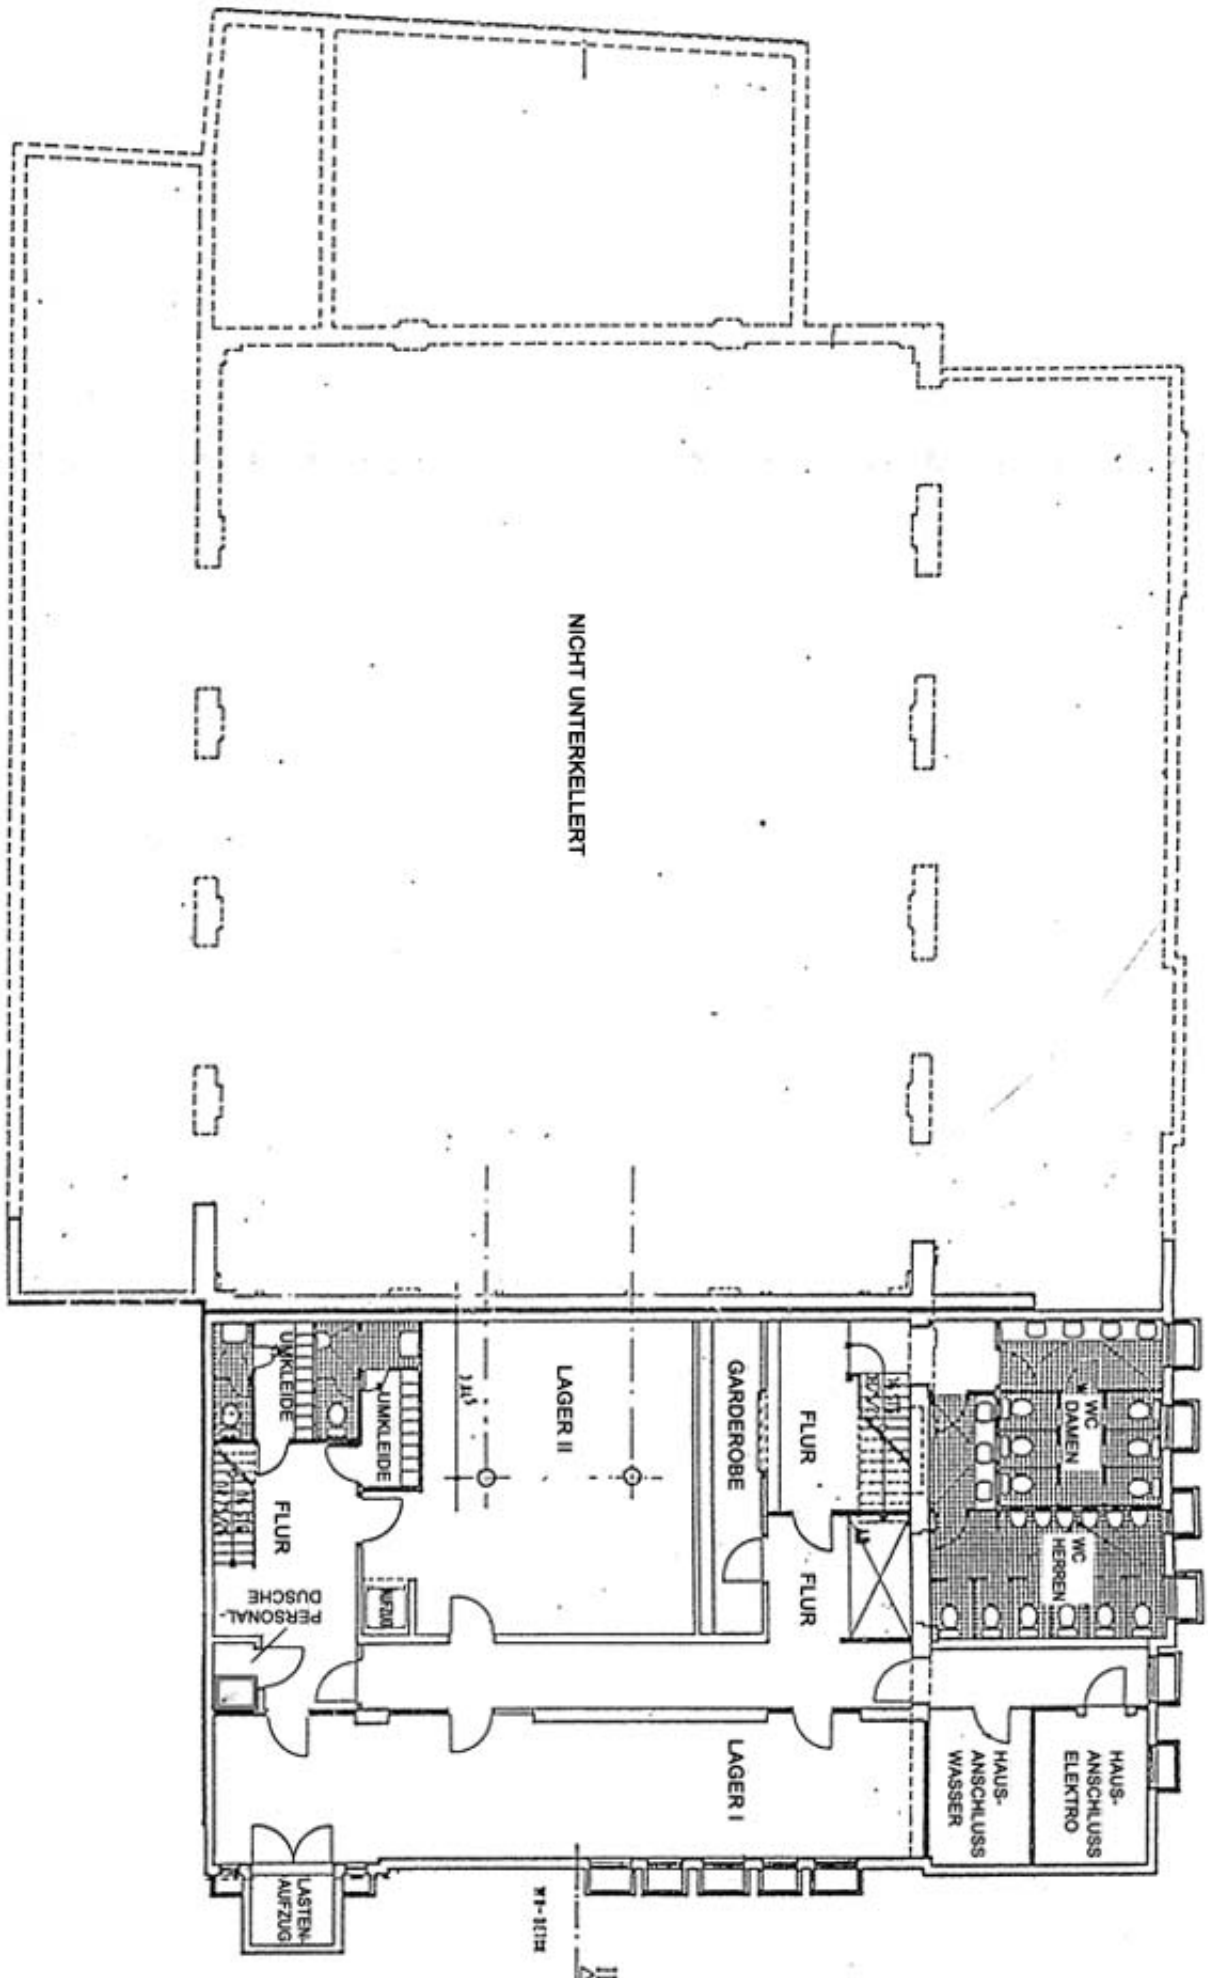 NICHT UNTERKELLERT
WC
DAMEN
WC
HERREN
GARDEROBE
FLUR
FLUR
LAGER II
UMKLEIDE
UMKLEIDE
FLUR
AUFZUG
PERSONAL-
DUSCHE
LAGER I
HAUS-
ANSCHLUSS
WASSER
HAUS-
ANSCHLUSS
ELEKTRO
LASTEN-
AUFZUG